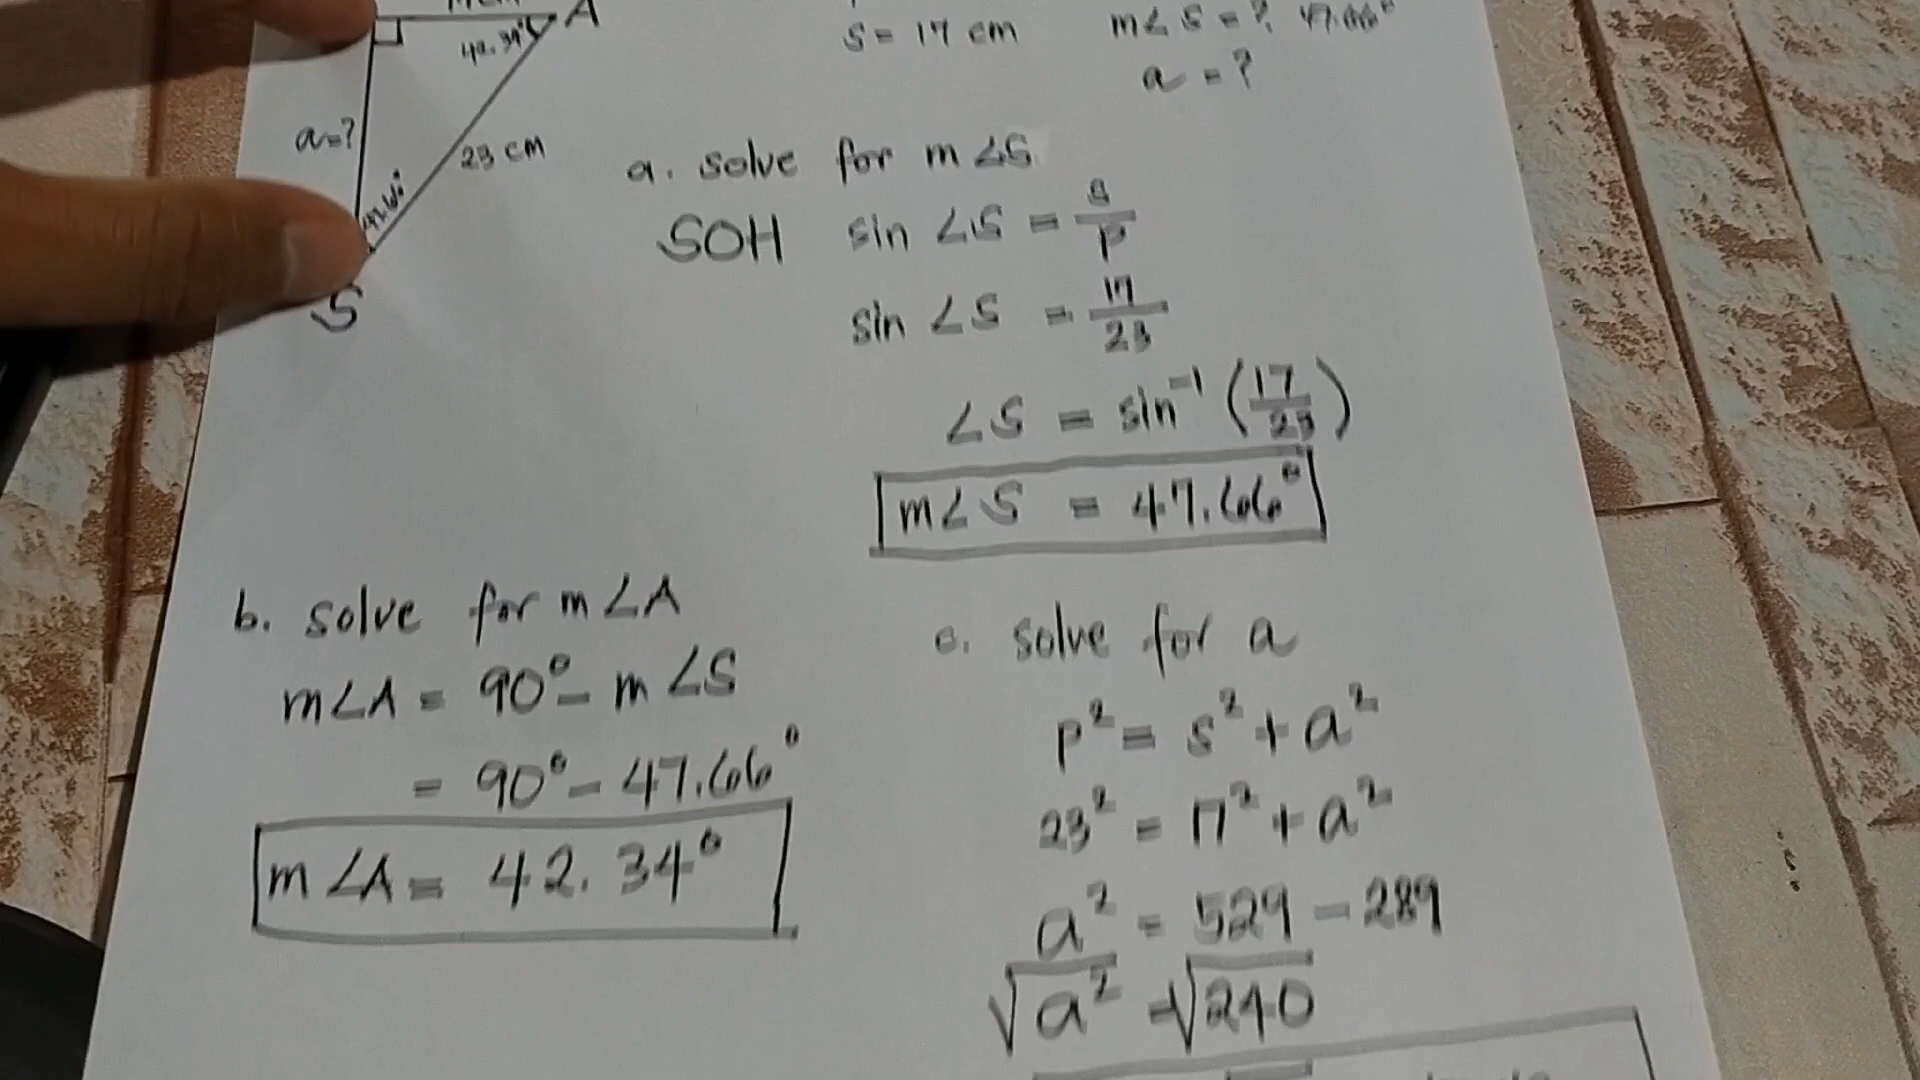 A
42.34°
a=?
23 cm
47.66°
S
s = 17 cm
m∠S = ? 47.66°
a = ?
a. solve for m∠S
SOH sin ∠S = s/p
sin ∠S = 17/23
∠S = sin⁻¹ (17/23)
m∠S = 47.66°
b. solve for m∠A
m∠A = 90° - m∠S
= 90° - 47.66°
m∠A = 42.34°
c. solve for a
p² = s² + a²
23² = 17² + a²
a² = 529 - 289
√a² = √240